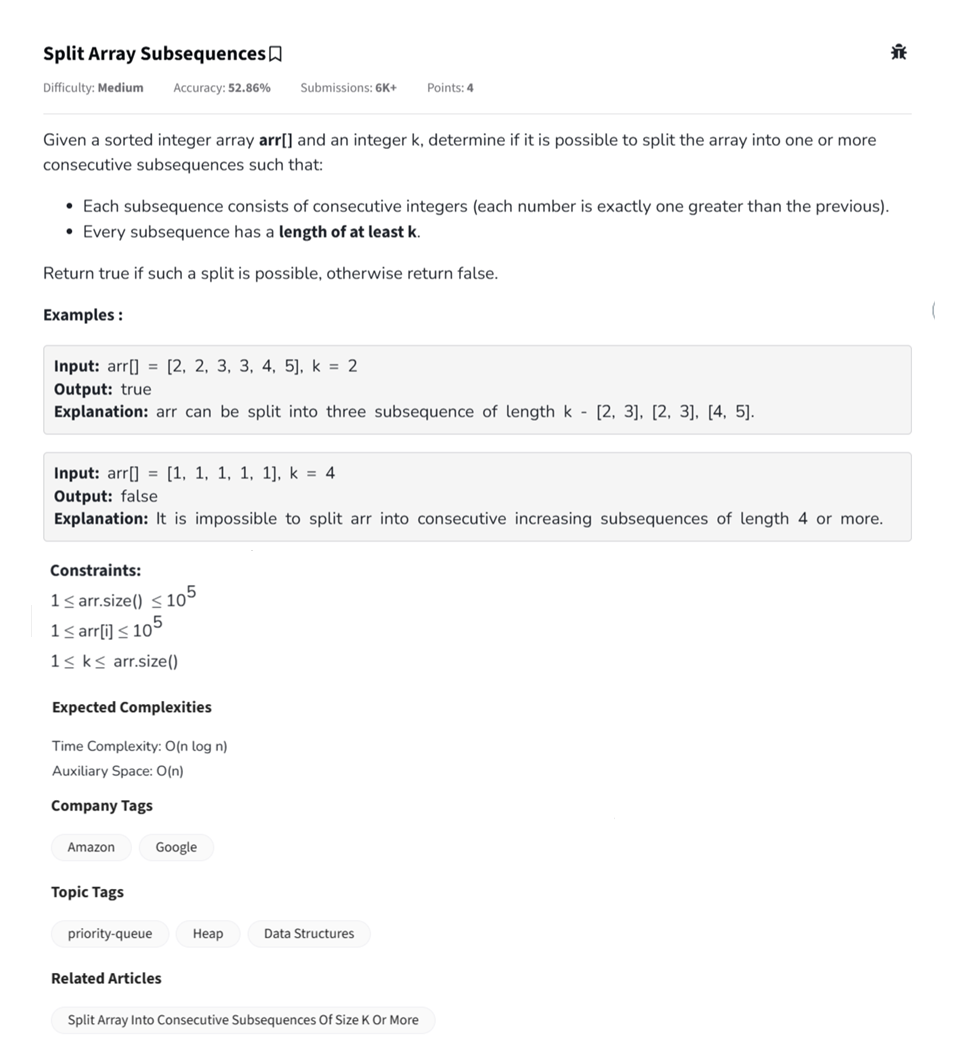 Split Array Subsequences
Difficulty: Medium Accuracy: 52.86% Submissions: 6K+ Points: 4
Given a sorted integer array arr[] and an integer k, determine if it is possible to split the array into one or more
consecutive subsequences such that:
• Each subsequence consists of consecutive integers (each number is exactly one greater than the previous).
• Every subsequence has a length of at least k.
Return true if such a split is possible, otherwise return false.
Examples :
Input: arr[] = [2, 2, 3, 3, 4, 5], k = 2
Output: true
Explanation: arr can be split into three subsequence of length k - [2, 3], [2, 3], [4, 5].
Input: arr[] = [1, 1, 1, 1, 1], k = 4
Output: false
Explanation: It is impossible to split arr into consecutive increasing subsequences of length 4 or more.
Constraints:
1 ≤ arr.size() ≤ 10^5
1 ≤ arr[i] ≤ 10^5
1 ≤ k ≤ arr.size()
Expected Complexities
Time Complexity: O(n log n)
Auxiliary Space: O(n)
Company Tags
Amazon Google
Topic Tags
priority-queue Heap Data Structures
Related Articles
Split Array Into Consecutive Subsequences Of Size K Or More